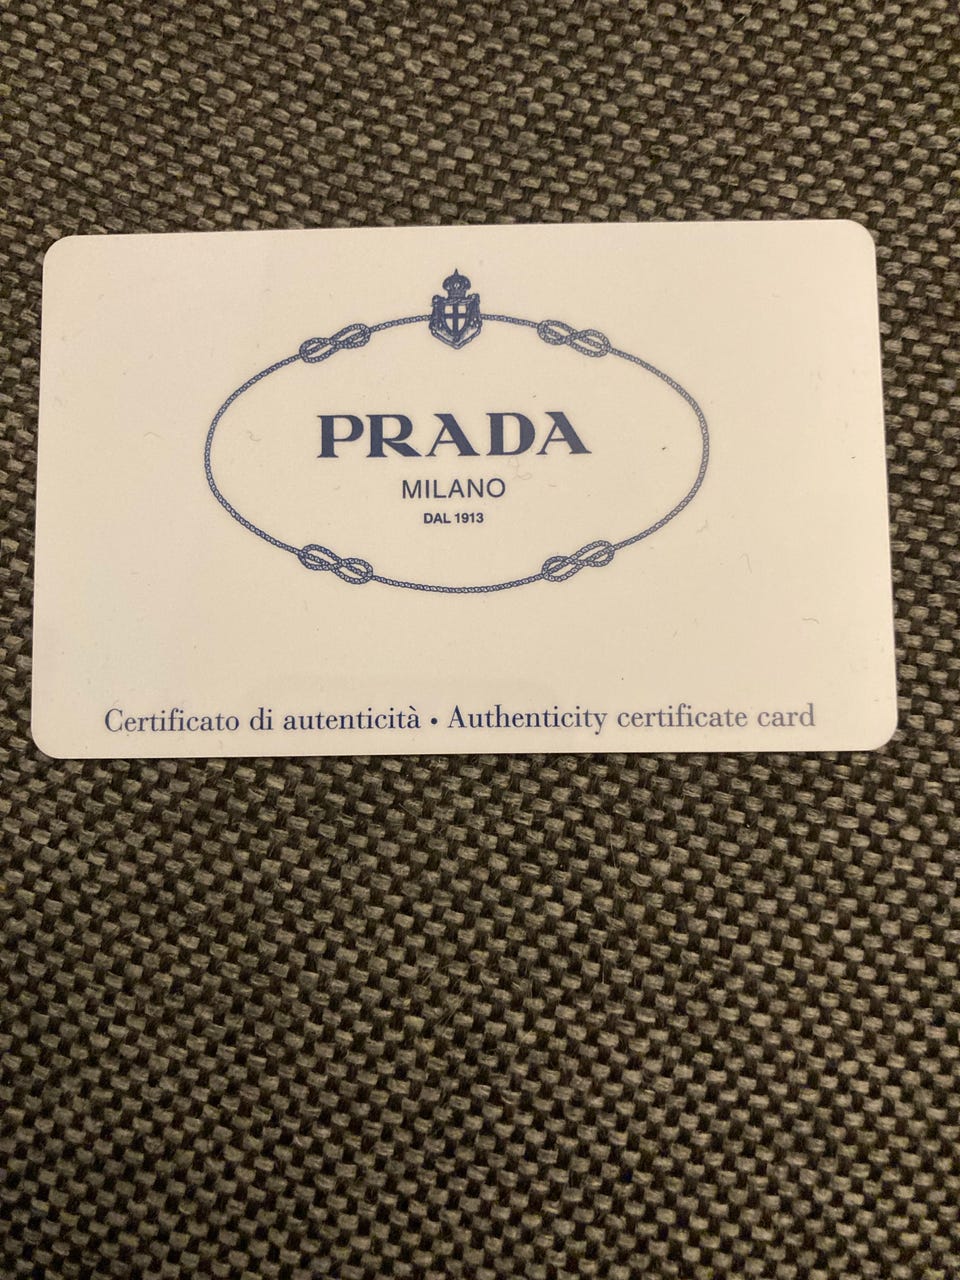 PRADA
MILANO
DAL 1913
Certificato di autenticità • Authenticity certificate card